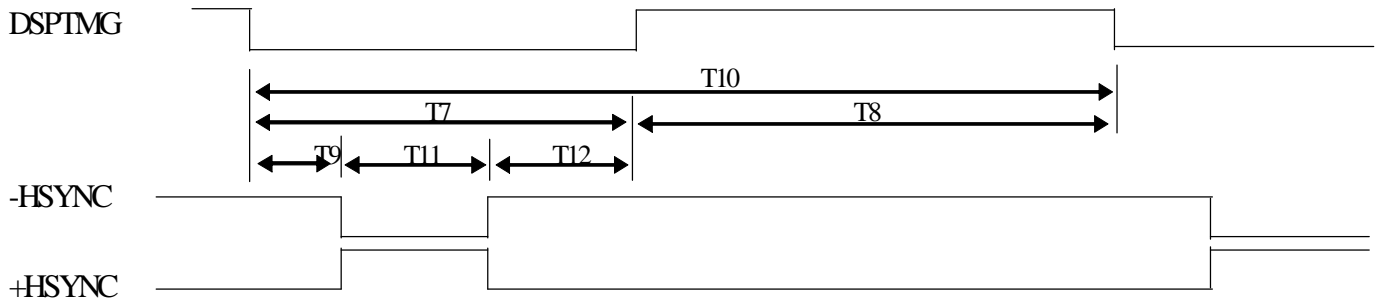 DSPTMG
T10
T7 T8
T9 T11 T12
-HSYNC
+HSYNC